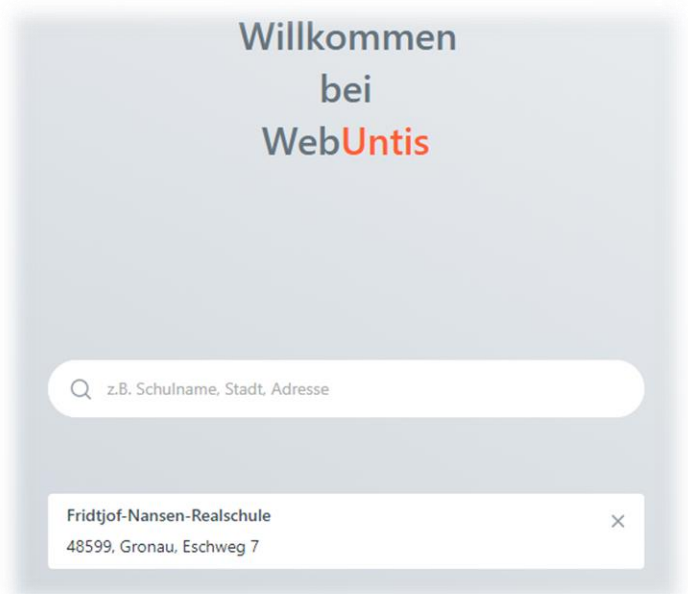 Willkommen
bei
WebUntis
z.B. Schulname, Stadt, Adresse
Fridtjof-Nansen-Realschule
48599, Gronau, Eschweg 7